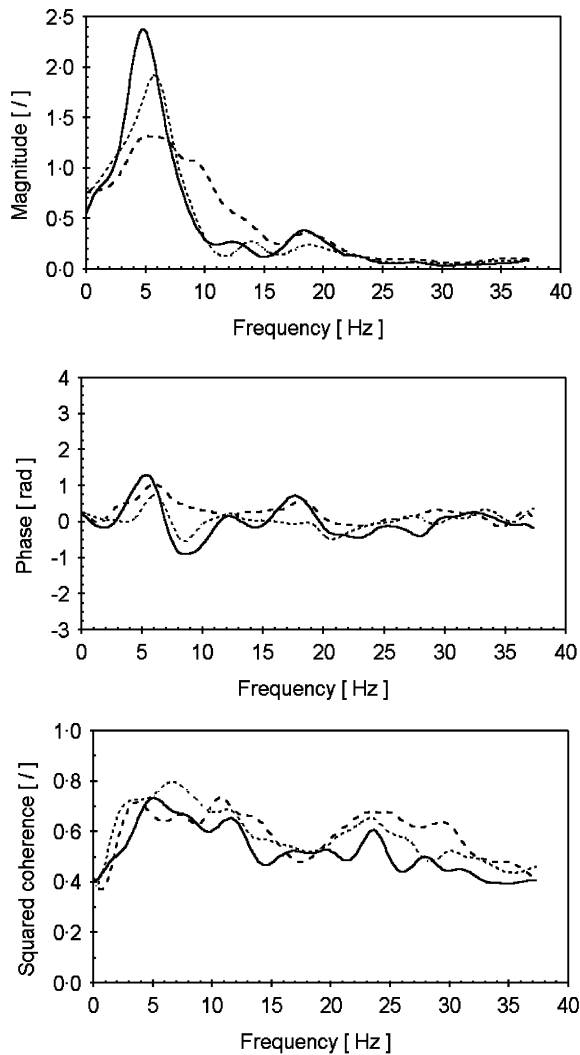 2·5
2·0
1·5
1·0
0·5
0·0
Magnitude [ / ]
0 5 10 15 20 25 30 35 40
Frequency [ Hz ]
4
3
2
1
0
-1
-2
-3
Phase [ rad ]
0 5 10 15 20 25 30 35 40
Frequency [ Hz ]
1·0
0·8
0·6
0·4
0·2
0·0
Squared coherence [ / ]
0 5 10 15 20 25 30 35 40
Frequency [ Hz ]